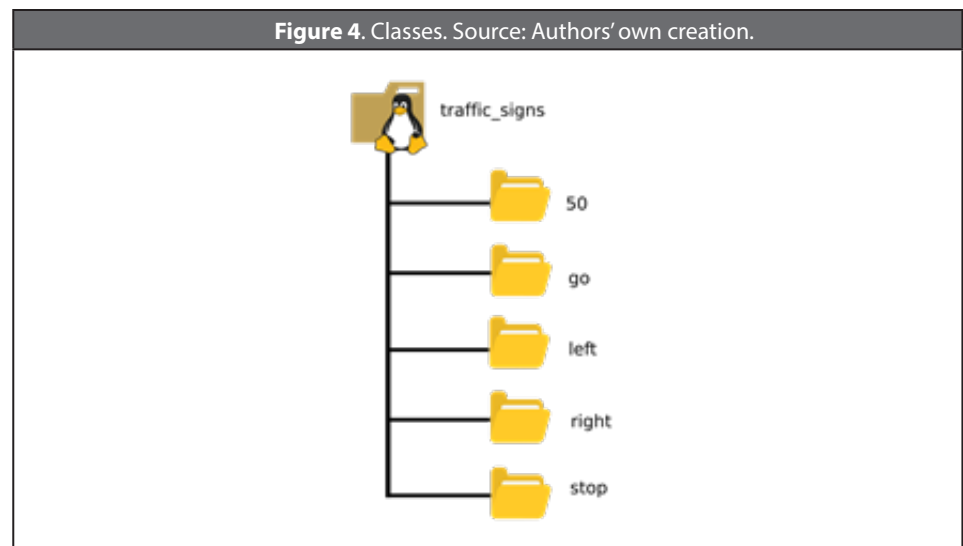 Figure 4. Classes. Source: Authors’ own creation.
traffic_signs
50
go
left
right
stop